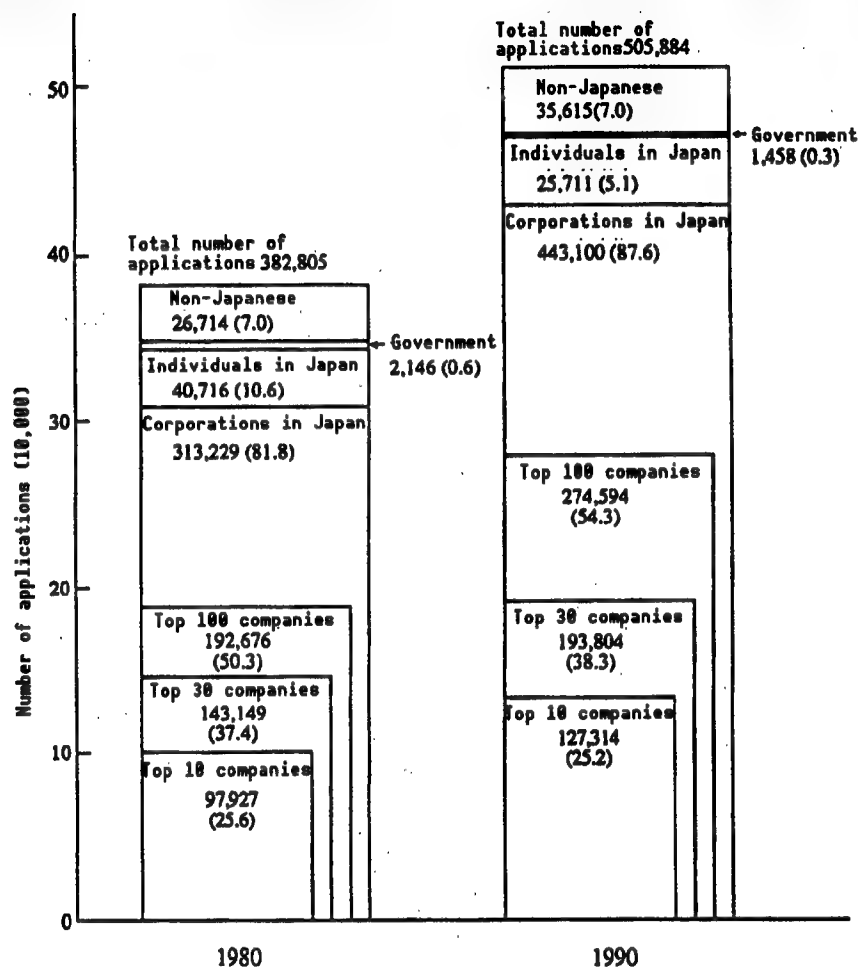 Number of applications (10,000)
50
40
30
20
10
0
Total number of
applications 382,805
Non-Japanese
26,714 (7.0)
Government
2,146 (0.6)
Individuals in Japan
40,716 (10.6)
Corporations in Japan
313,229 (81.8)
Top 100 companies
192,676
(50.3)
Top 30 companies
143,149
(37.4)
Top 10 companies
97,927
(25.6)
1980
Total number of
applications505,884
Non-Japanese
35,615(7.0)
Government
1,458 (0.3)
Individuals in Japan
25,711 (5.1)
Corporations in Japan
443,100 (87.6)
Top 100 companies
274,594
(54.3)
Top 30 companies
193,804
(38.3)
Top 10 companies
127,314
(25.2)
1990